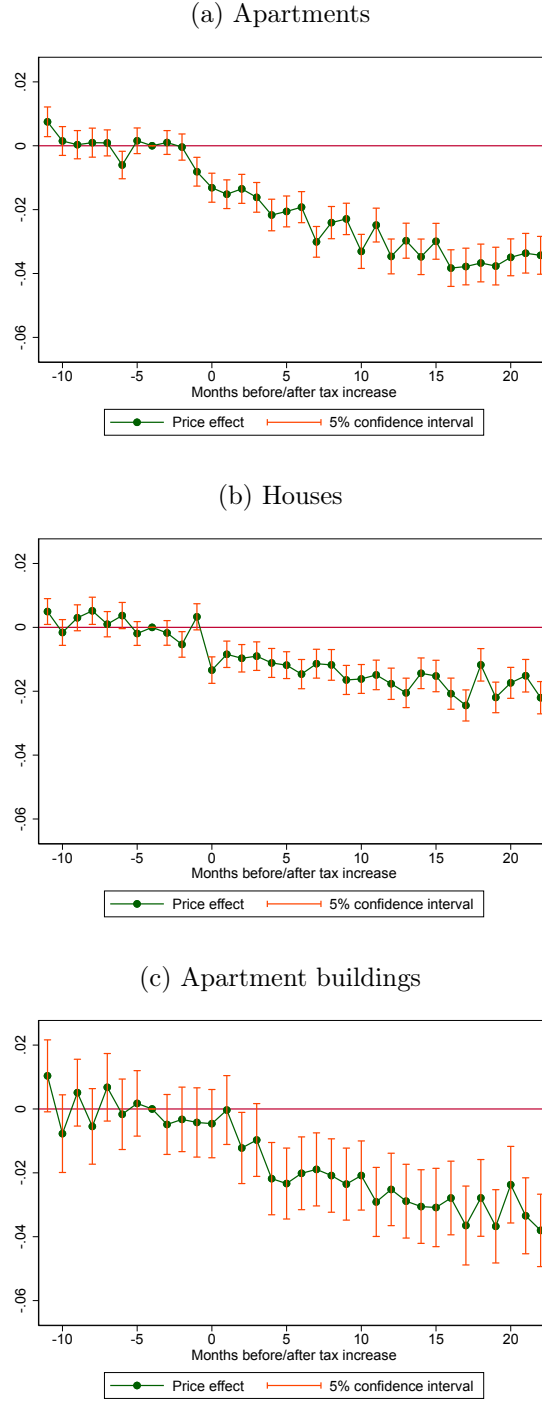 (a) Apartments
.02
0
-.02
-.04
-.06
-10 -5 0 5 10 15 20
Months before/after tax increase
Price effect 5% confidence interval
(b) Houses
.02
0
-.02
-.04
-.06
-10 -5 0 5 10 15 20
Months before/after tax increase
Price effect 5% confidence interval
(c) Apartment buildings
.02
0
-.02
-.04
-.06
-10 -5 0 5 10 15 20
Months before/after tax increase
Price effect 5% confidence interval